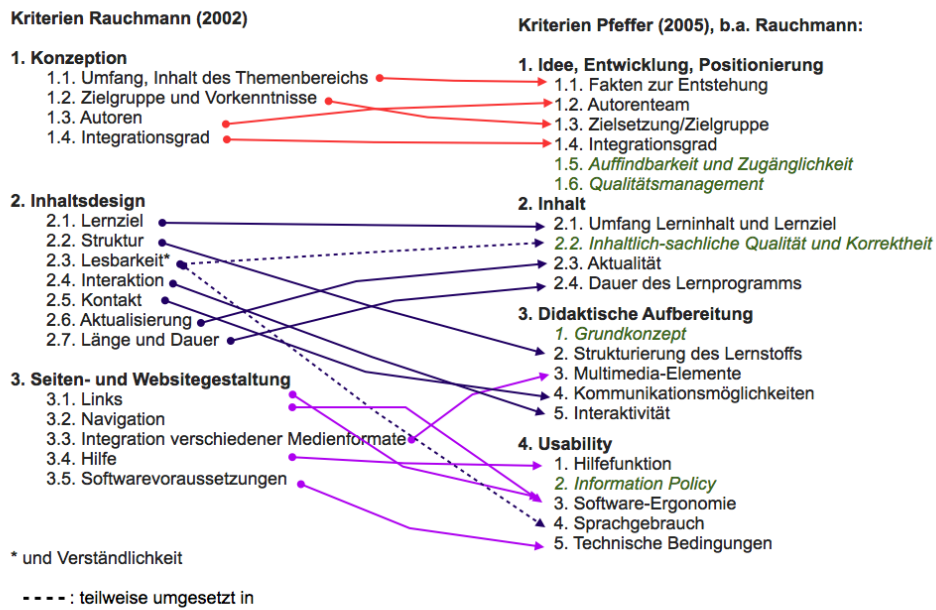 Kriterien Rauchmann (2002)
1. Konzeption
1.1. Umfang, Inhalt des Themenbereichs
1.2. Zielgruppe und Vorkenntnisse
1.3. Autoren
1.4. Integrationsgrad
2. Inhaltsdesign
2.1. Lernziel
2.2. Struktur
2.3. Lesbarkeit*
2.4. Interaktion
2.5. Kontakt
2.6. Aktualisierung
2.7. Länge und Dauer
3. Seiten- und Websitegestaltung
3.1. Links
3.2. Navigation
3.3. Integration verschiedener Medienformate
3.4. Hilfe
3.5. Softwarevoraussetzungen
* und Verständlichkeit
---- : teilweise umgesetzt in
Kriterien Pfeffer (2005), b.a. Rauchmann:
1. Idee, Entwicklung, Positionierung
1.1. Fakten zur Entstehung
1.2. Autorenteam
1.3. Zielsetzung/Zielgruppe
1.4. Integrationsgrad
1.5. Auffindbarkeit und Zugänglichkeit
1.6. Qualitätsmanagement
2. Inhalt
2.1. Umfang Lerninhalt und Lernziel
2.2. Inhaltlich-sachliche Qualität und Korrektheit
2.3. Aktualität
2.4. Dauer des Lernprogramms
3. Didaktische Aufbereitung
1. Grundkonzept
2. Strukturierung des Lernstoffs
3. Multimedia-Elemente
4. Kommunikationsmöglichkeiten
5. Interaktivität
4. Usability
1. Hilfefunktion
2. Information Policy
3. Software-Ergonomie
4. Sprachgebrauch
5. Technische Bedingungen